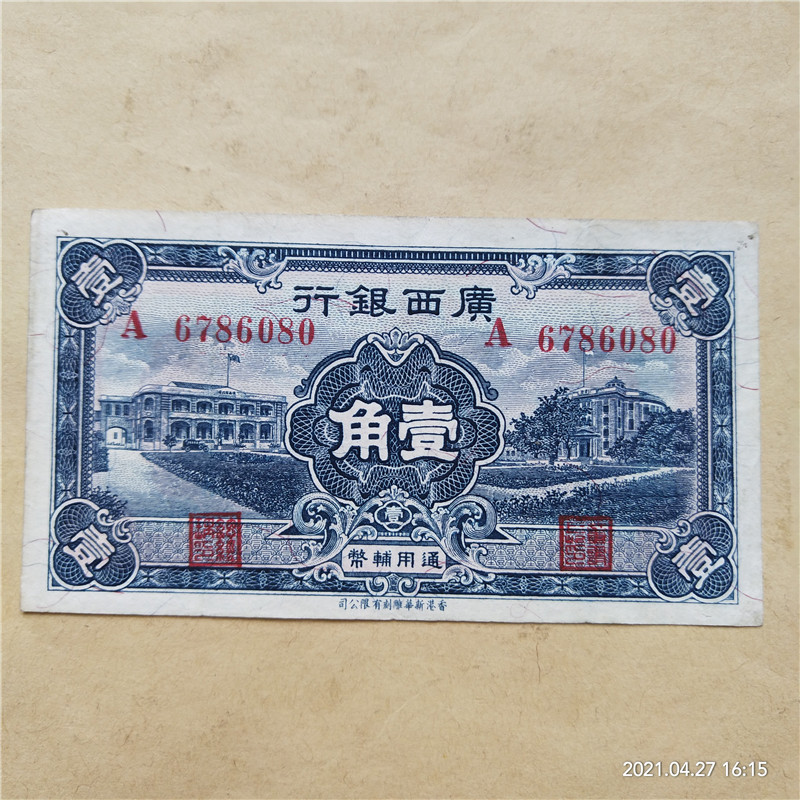 廣西銀行
A 6786080 A 6786080
壹 壹
壹角
壹
通用輔幣
壹 壹
香港新華雕刻有限公司
2021.04.27 16:15